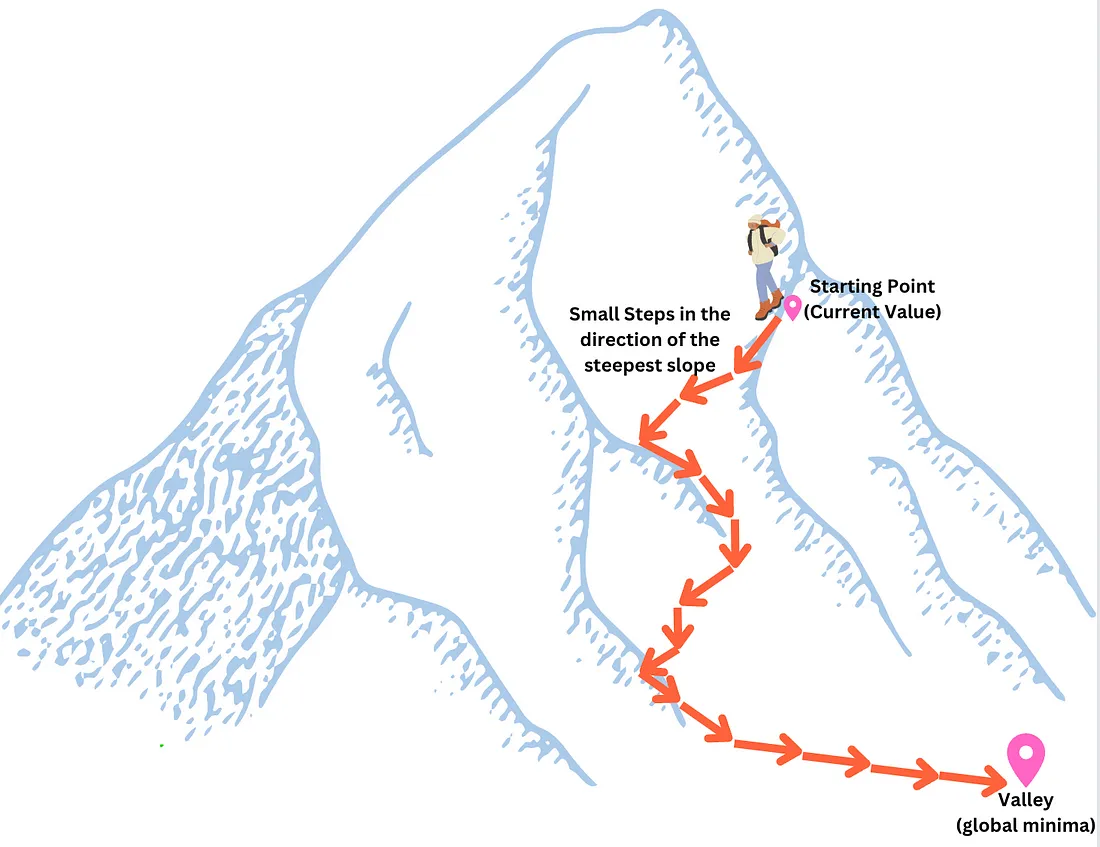 Starting Point
(Current Value)
Small Steps in the
direction of the
steepest slope
Valley
(global minima)